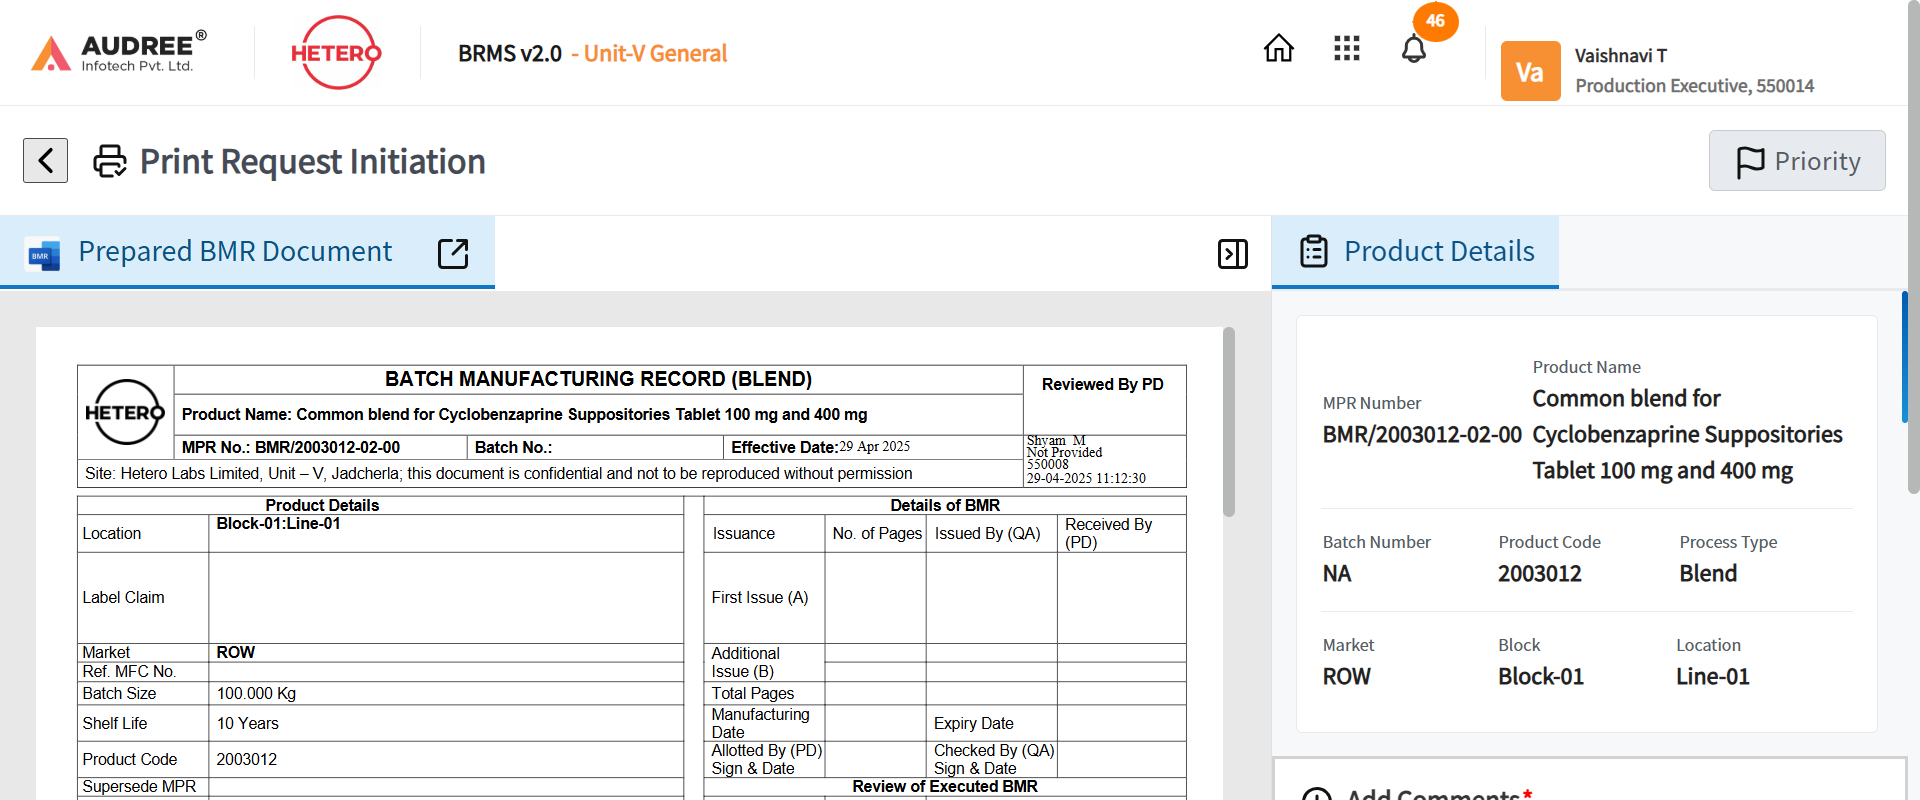 AUDREE®
Infotech Pvt. Ltd.
HETERO
BRMS v2.0 - Unit-V General
46
Va
Vaishnavi T
Production Executive, 550014
Print Request Initiation
Priority
BMR
Prepared BMR Document
Product Details
HETERO
BATCH MANUFACTURING RECORD (BLEND)
Reviewed By PD
Product Name: Common blend for Cyclobenzaprine Suppositories Tablet 100 mg and 400 mg
MPR No.: BMR/2003012-02-00
Batch No.:
Effective Date:29 Apr 2025
Shyam M
Not Provided
550008
29-04-2025 11:12:30
Site: Hetero Labs Limited, Unit – V, Jadcherla; this document is confidential and not to be reproduced without permission
Product Details
Location
Block-01:Line-01
Label Claim
Market
ROW
Ref. MFC No.
Batch Size
100.000 Kg
Shelf Life
10 Years
Product Code
2003012
Supersede MPR
Details of BMR
Issuance
No. of Pages
Issued By (QA)
Received By
(PD)
First Issue (A)
Additional
Issue (B)
Total Pages
Manufacturing
Date
Expiry Date
Allotted By (PD)
Sign & Date
Checked By (QA)
Sign & Date
Review of Executed BMR
MPR Number
BMR/2003012-02-00
Product Name
Common blend for
Cyclobenzaprine Suppositories
Tablet 100 mg and 400 mg
Batch Number
NA
Product Code
2003012
Process Type
Blend
Market
ROW
Block
Block-01
Location
Line-01
Add Comments*